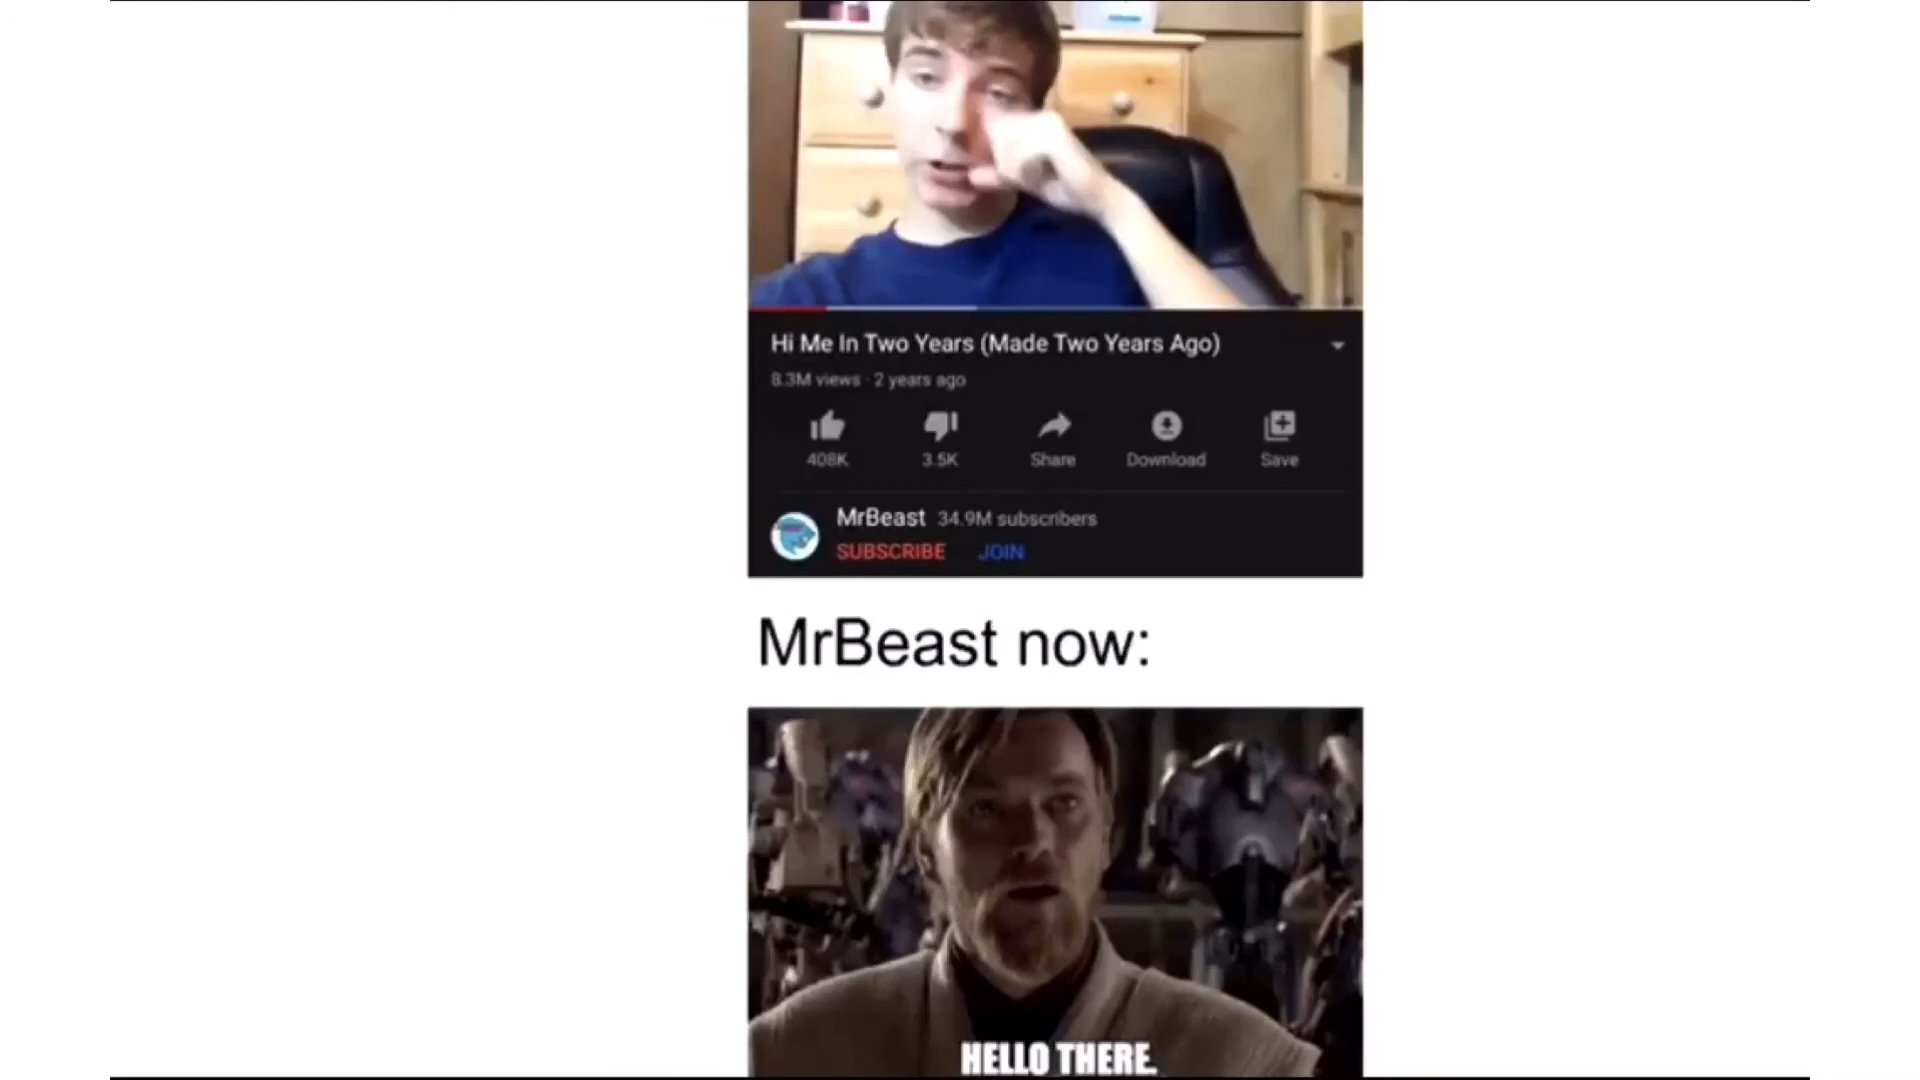 Hi Me In Two Years (Made Two Years Ago)
8.3M views · 2 years ago
408K 3.5K Share Download Save
MrBeast 34.9M subscribers
SUBSCRIBE JOIN
MrBeast now:
HELLO THERE.